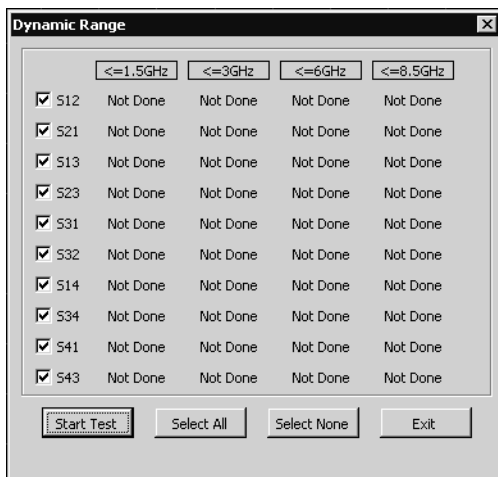 Dynamic Range
<=1.5GHz <=3GHz <=6GHz <=8.5GHz
S12 Not Done Not Done Not Done Not Done
S21 Not Done Not Done Not Done Not Done
S13 Not Done Not Done Not Done Not Done
S23 Not Done Not Done Not Done Not Done
S31 Not Done Not Done Not Done Not Done
S32 Not Done Not Done Not Done Not Done
S14 Not Done Not Done Not Done Not Done
S34 Not Done Not Done Not Done Not Done
S41 Not Done Not Done Not Done Not Done
S43 Not Done Not Done Not Done Not Done
Start Test Select All Select None Exit